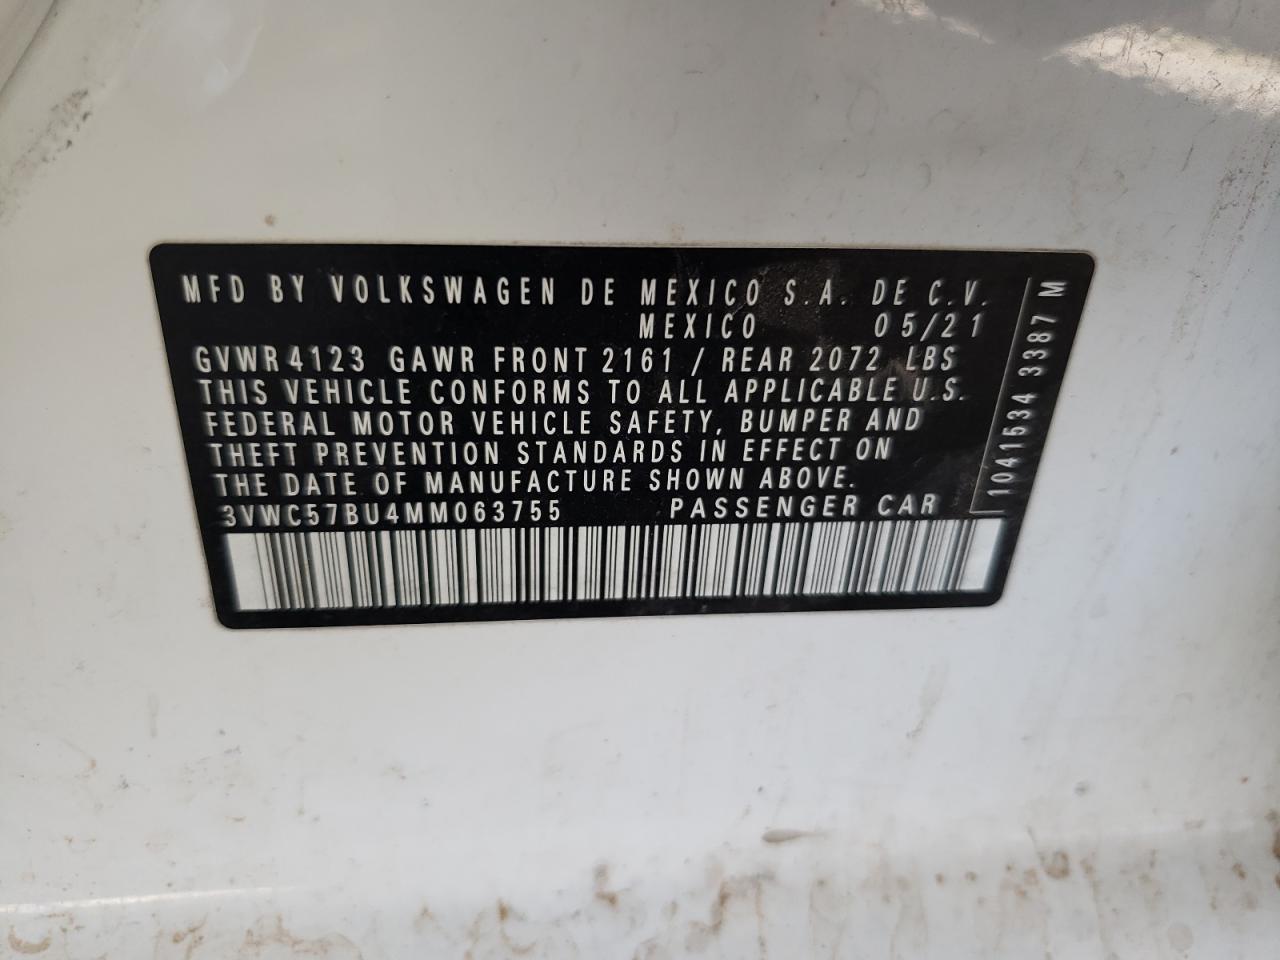 MFD BY VOLKSWAGEN DE MEXICO S.A. DE C.V.
MEXICO 05/21
GVWR 4123 GAWR FRONT 2161 / REAR 2072 LBS
THIS VEHICLE CONFORMS TO ALL APPLICABLE U.S.
FEDERAL MOTOR VEHICLE SAFETY, BUMPER AND
THEFT PREVENTION STANDARDS IN EFFECT ON
THE DATE OF MANUFACTURE SHOWN ABOVE.
3VWC57BU4MM063755 PASSENGER CAR
1041534 3387 M